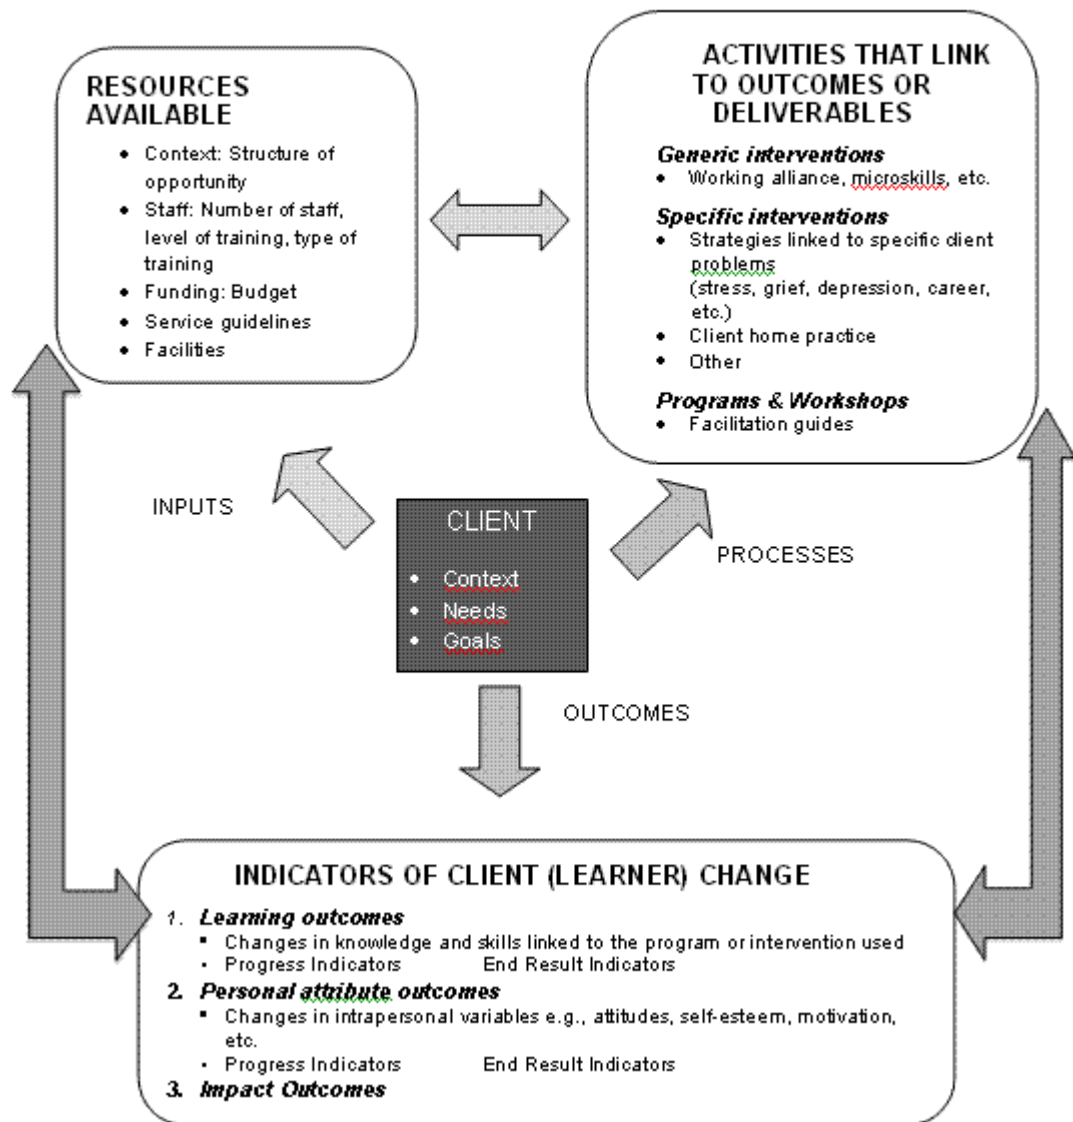 RESOURCES
AVAILABLE
• Context: Structure of
opportunity
• Staff: Number of staff,
level of training, type of
training
• Funding: Budget
• Service guidelines
• Facilities
ACTIVITIES THAT LINK
TO OUTCOMES OR
DELIVERABLES
Generic interventions
• Working alliance, microskills, etc.
Specific interventions
• Strategies linked to specific client
problems
(stress, grief, depression, career,
etc.)
• Client home practice
• Other
Programs & Workshops
• Facilitation guides
INPUTS
CLIENT
• Context
• Needs
• Goals
PROCESSES
OUTCOMES
INDICATORS OF CLIENT (LEARNER) CHANGE
1. Learning outcomes
▪ Changes in knowledge and skills linked to the program or intervention used
• Progress Indicators End Result Indicators
2. Personal attribute outcomes
▪ Changes in intrapersonal variables e.g., attitudes, self-esteem, motivation,
etc.
• Progress Indicators End Result Indicators
3. Impact Outcomes